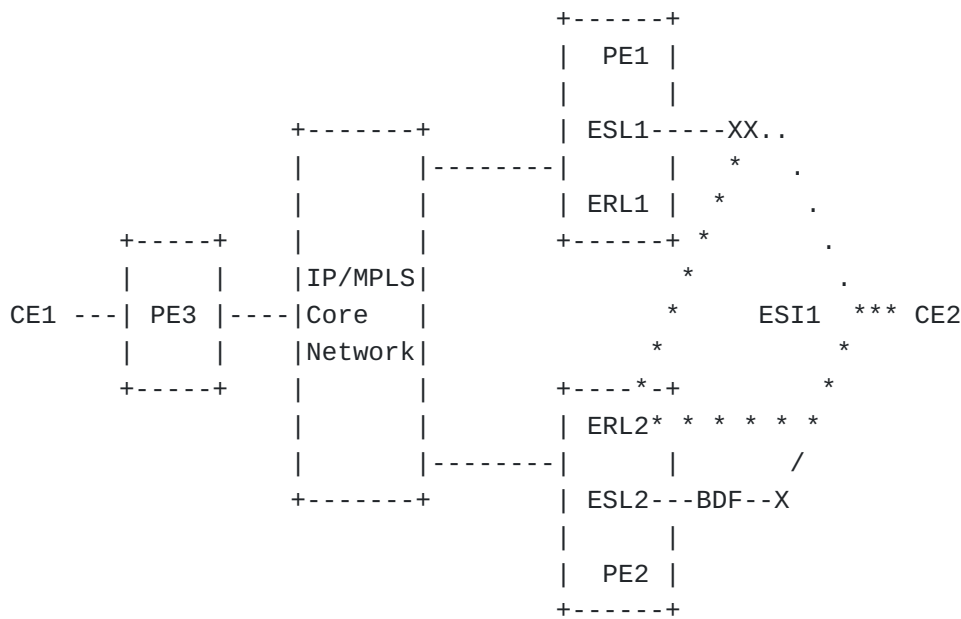 PE1
ESL1-----XX..
ERL1
IP/MPLS
CE1 --- PE3 ---- Core ESI1 *** CE2
Network
ERL2* * * * * *
ESL2---BDF--X
PE2